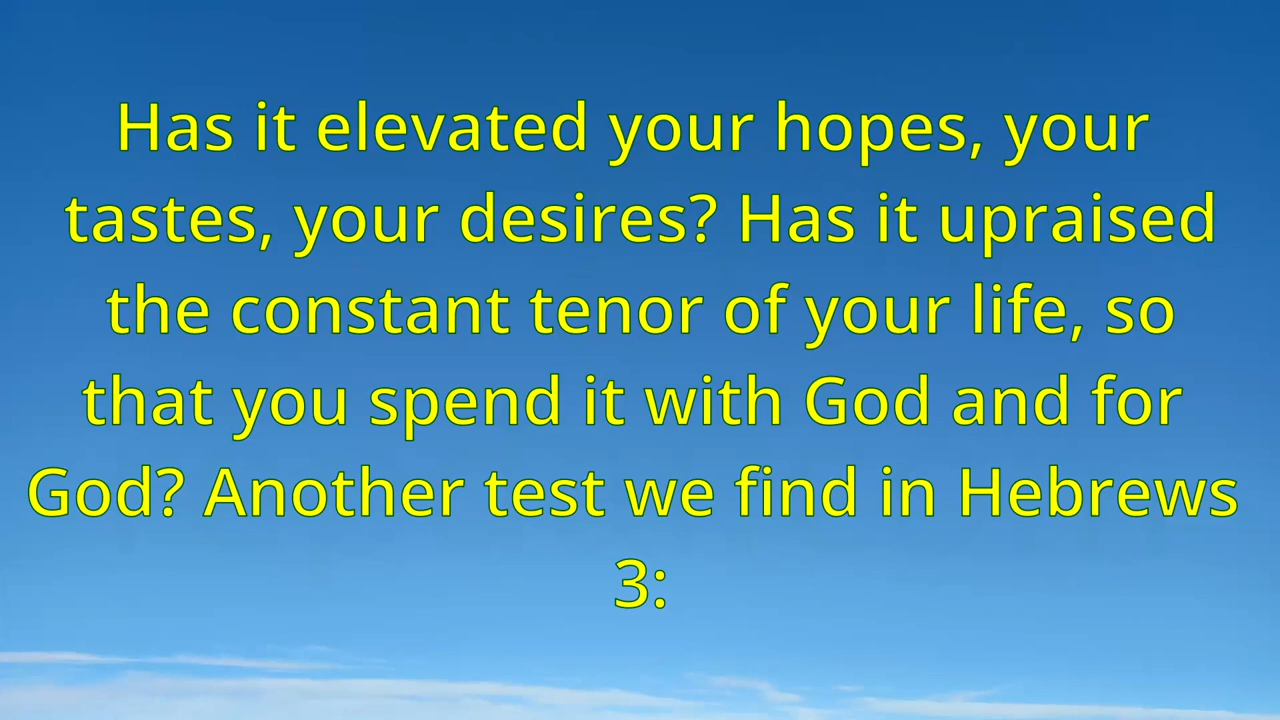 Has it elevated your hopes, your
tastes, your desires? Has it upraised
the constant tenor of your life, so
that you spend it with God and for
God? Another test we find in Hebrews
3: